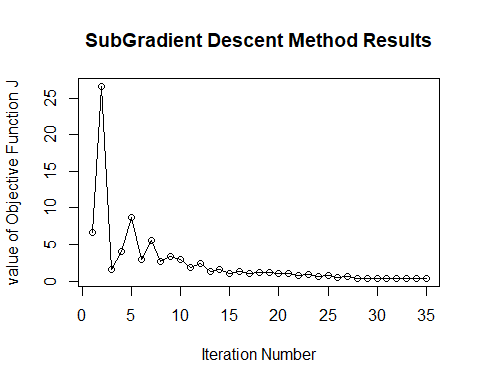 SubGradient Descent Method Results
value of Objective Function J
25
20
15
10
5
0
0 5 10 15 20 25 30 35
Iteration Number